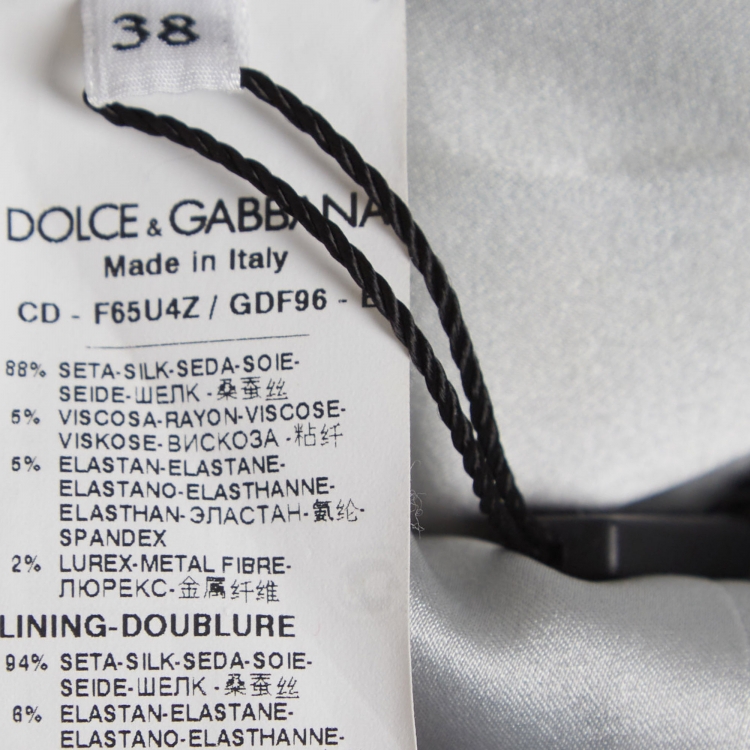 38
DOLCE & GABBANA
Made in Italy
CD - F65U4Z / GDF96 -
88% SETA-SILK-SEDA-SOIE-
SEIDE-ШЕЛК-桑蚕丝
5% VISCOSA-RAYON-VISCOSE-
VISKOSE-ВИСКОЗА-粘纤
5% ELASTAN-ELASTANE-
ELASTANO-ELASTHANNE-
ELASTHAN-ЭЛАСТАН-氨纶-
SPANDEX
2% LUREX-METAL FIBRE-
ЛЮРЕКС-金属纤维
LINING-DOUBLURE
94% SETA-SILK-SEDA-SOIE-
SEIDE-ШЕЛК-桑蚕丝
6% ELASTAN-ELASTANE-
ELASTANO-ELASTHANNE-